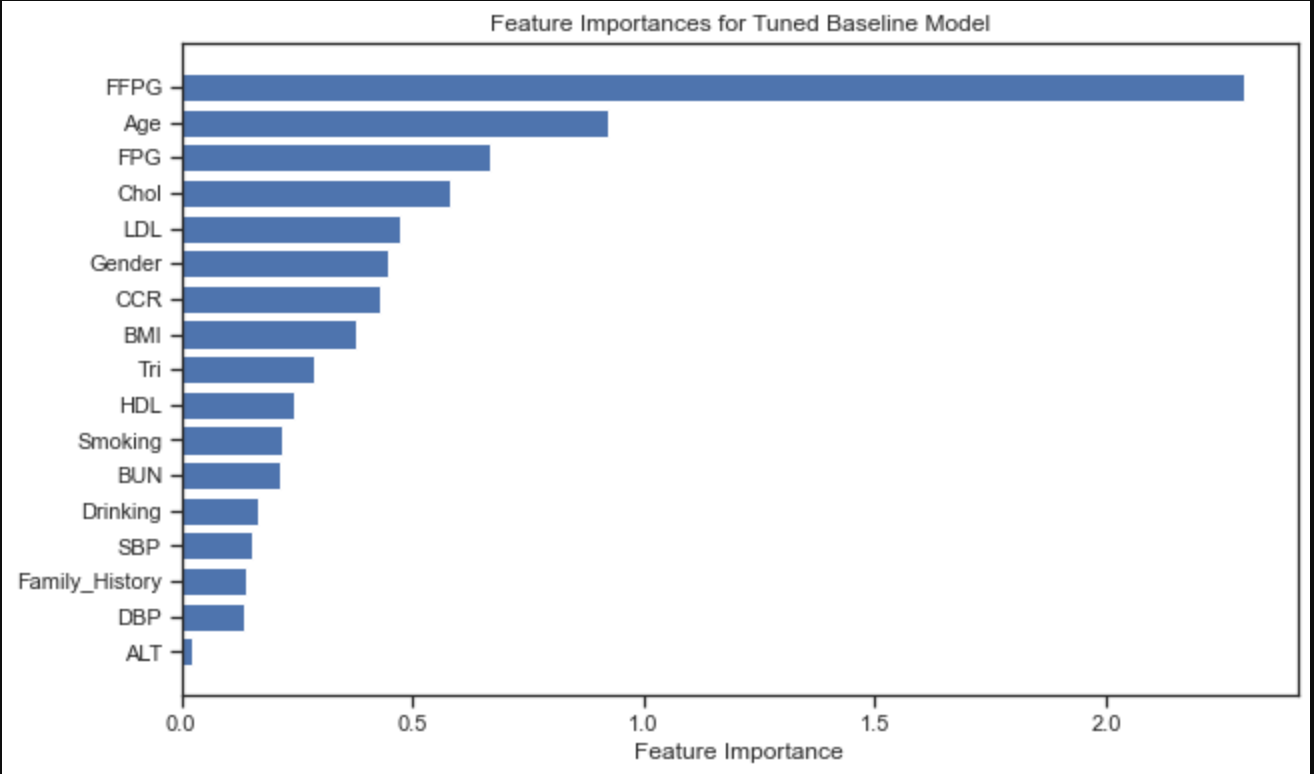 Feature Importances for Tuned Baseline Model
FFPG
Age
FPG
Chol
LDL
Gender
CCR
BMI
Tri
HDL
Smoking
BUN
Drinking
SBP
Family_History
DBP
ALT
0.0 0.5 1.0 1.5 2.0
Feature Importance